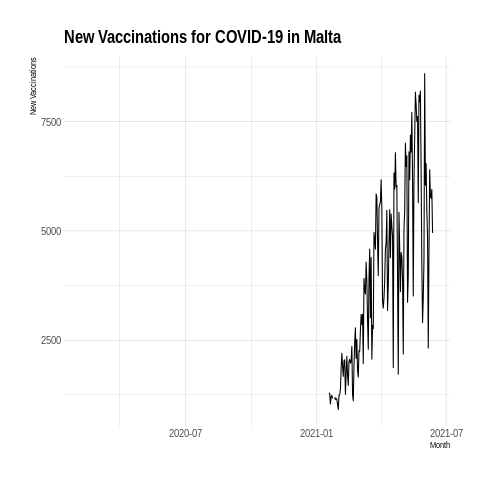 New Vaccinations for COVID-19 in Malta
New Vaccinations
7500
5000
2500
2020-07
2021-01
2021-07
Month